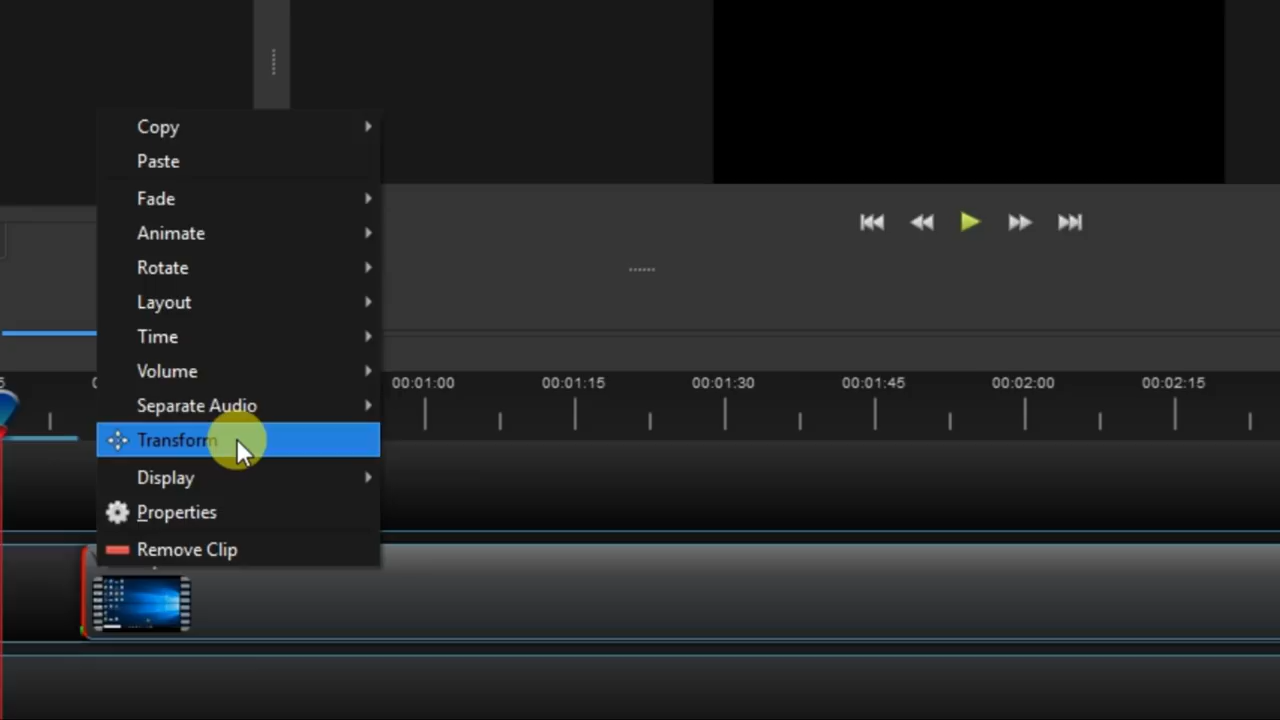 Copy
Paste
Fade
Animate
Rotate
Layout
Time
Volume
Separate Audio
Transform
Display
Properties
Remove Clip
00:01:00
00:01:15
00:01:30
00:01:45
00:02:00
00:02:15